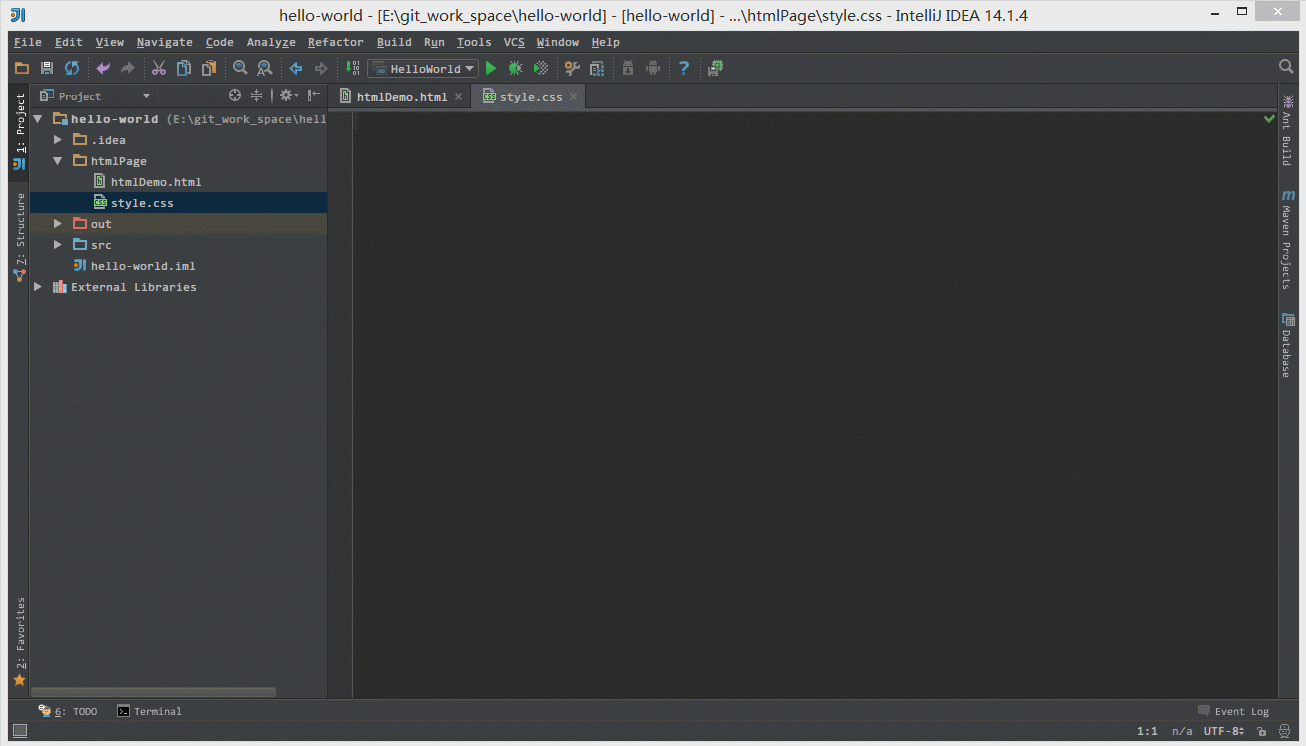 hello-world - [E:\git_work_space\hello-world] - [hello-world] - ...\htmlPage\style.css - IntelliJ IDEA 14.1.4
File Edit View Navigate Code Analyze Refactor Build Run Tools VCS Window Help
HelloWorld
Project
htmlDemo.html
style.css
1: Project
7: Structure
2: Favorites
hello-world (E:\git_work_space\hell
.idea
htmlPage
htmlDemo.html
style.css
out
src
hello-world.iml
External Libraries
Ant Build
Maven Projects
Database
6: TODO
Terminal
Event Log
1:1 n/a UTF-8